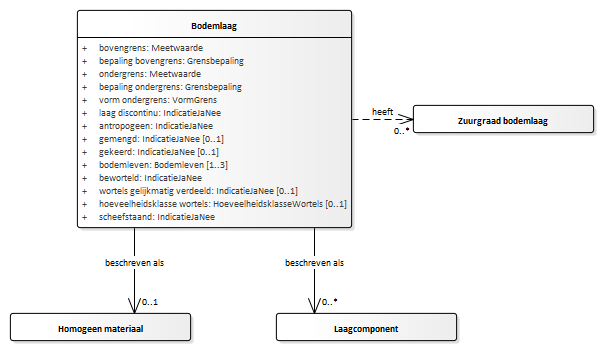 Bodemlaag
+ bovengrens: Meetwaarde
+ bepaling bovengrens: Grensbepaling
+ ondergrens: Meetwaarde
+ bepaling ondergrens: Grensbepaling
+ vorm ondergrens: VormGrens
+ laag discontinu: IndicatieJaNee
+ antropogeen: IndicatieJaNee
+ gemengd: IndicatieJaNee [0..1]
+ gekeerd: IndicatieJaNee [0..1]
+ bodemleven: Bodemleven [1..3]
+ beworteld: IndicatieJaNee
+ wortels gelijkmatig verdeeld: IndicatieJaNee [0..1]
+ hoeveelheidsklasse wortels: HoeveelheidsklasseWortels [0..1]
+ scheefstaand: IndicatieJaNee
heeft
0..*
Zuurgraad bodemlaag
beschreven als
0..1
Homogeen materiaal
beschreven als
0..*
Laagcomponent